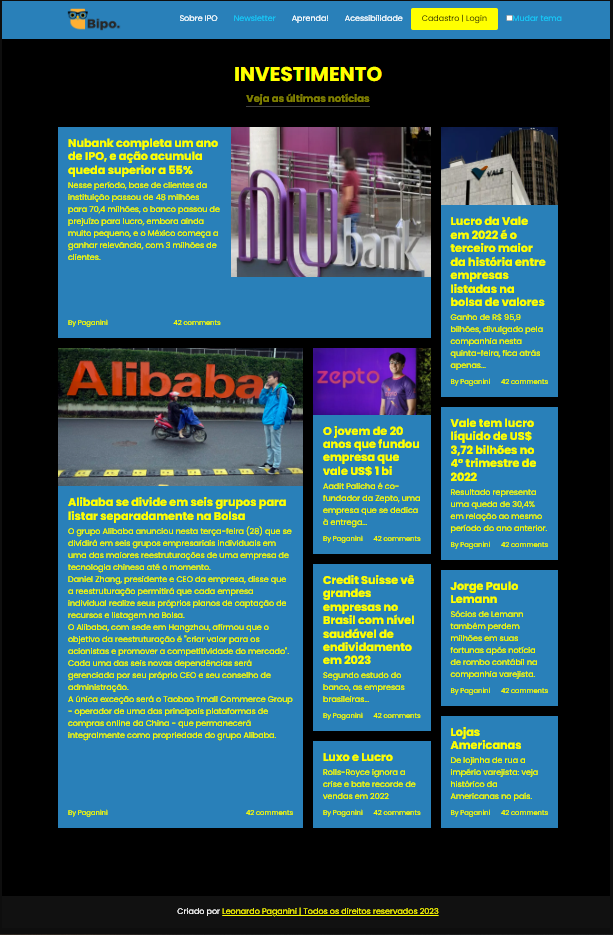 Bipo.
Sobre IPO
Newsletter
Aprenda!
Acessibilidade
Cadastro | Login
Mudar tema
INVESTIMENTO
Veja as últimas notícias
Nubank completa um ano
de IPO, e ação acumula
queda superior a 55%
Nesse período, base de clientes da
instituição passou de 48 milhões
para 70,4 milhões, o banco passou de
prejuízo para lucro, embora ainda
muito pequeno, e o México começa a
ganhar relevância, com 3 milhões de
clientes.
By Paganini
42 comments
nu
bank
VALE
Lucro da Vale
em 2022 é o
terceiro maior
da história entre
empresas
listadas na
bolsa de valores
Ganho de R$ 95,9
bilhões, divulgado pela
companhia nesta
quinta-feira, fica atrás
apenas...
By Paganini
42 comments
Alibaba
Alibaba se divide em seis grupos para
listar separadamente na Bolsa
O grupo Alibaba anunciou nesta terça-feira (28) que se
dividirá em seis grupos empresariais individuais em
uma das maiores reestruturações de uma empresa de
tecnologia chinesa até o momento.
Daniel Zhang, presidente e CEO da empresa, disse que
a reestruturação permitirá que cada empresa
individual realize seus próprios planos de captação de
recursos e listagem na Bolsa.
O Alibaba, com sede em Hangzhou, afirmou que o
objetivo da reestruturação é "criar valor para os
acionistas e promover a competitividade do mercado".
Cada uma das seis novas dependências será
gerenciada por seu próprio CEO e seu conselho de
administração.
A única exceção será o Taobao Tmall Commerce Group
- operador de uma das principais plataformas de
compras online da China - que permanecerá
integralmente como propriedade do grupo Alibaba.
By Paganini
42 comments
zepto
O jovem de 20
anos que fundou
empresa que
vale US$ 1 bi
Aadit Palicha é co-
fundador da Zepto, uma
empresa que se dedica
à entrega...
By Paganini
42 comments
Credit Suisse vê
grandes
empresas no
Brasil com nível
saudável de
endividamento
em 2023
Segundo estudo do
banco, as empresas
brasileiras...
By Paganini
42 comments
Luxo e Lucro
Rolls-Royce ignora a
crise e bate recorde de
vendas em 2022
By Paganini
42 comments
Vale tem lucro
líquido de US$
3,72 bilhões no
4º trimestre de
2022
Resultado representa
uma queda de 30,4%
em relação ao mesmo
período do ano anterior.
By Paganini
42 comments
Jorge Paulo
Lemann
Sócios de Lemann
também perdem
milhões em suas
fortunas após notícia
de rombo contábil na
companhia varejista.
By Paganini
42 comments
Lojas
Americanas
De lojinha de rua a
império varejista: veja
histórico da
Americanas no país.
By Paganini
42 comments
Criado por Leonardo Paganini | Todos os direitos reservados 2023